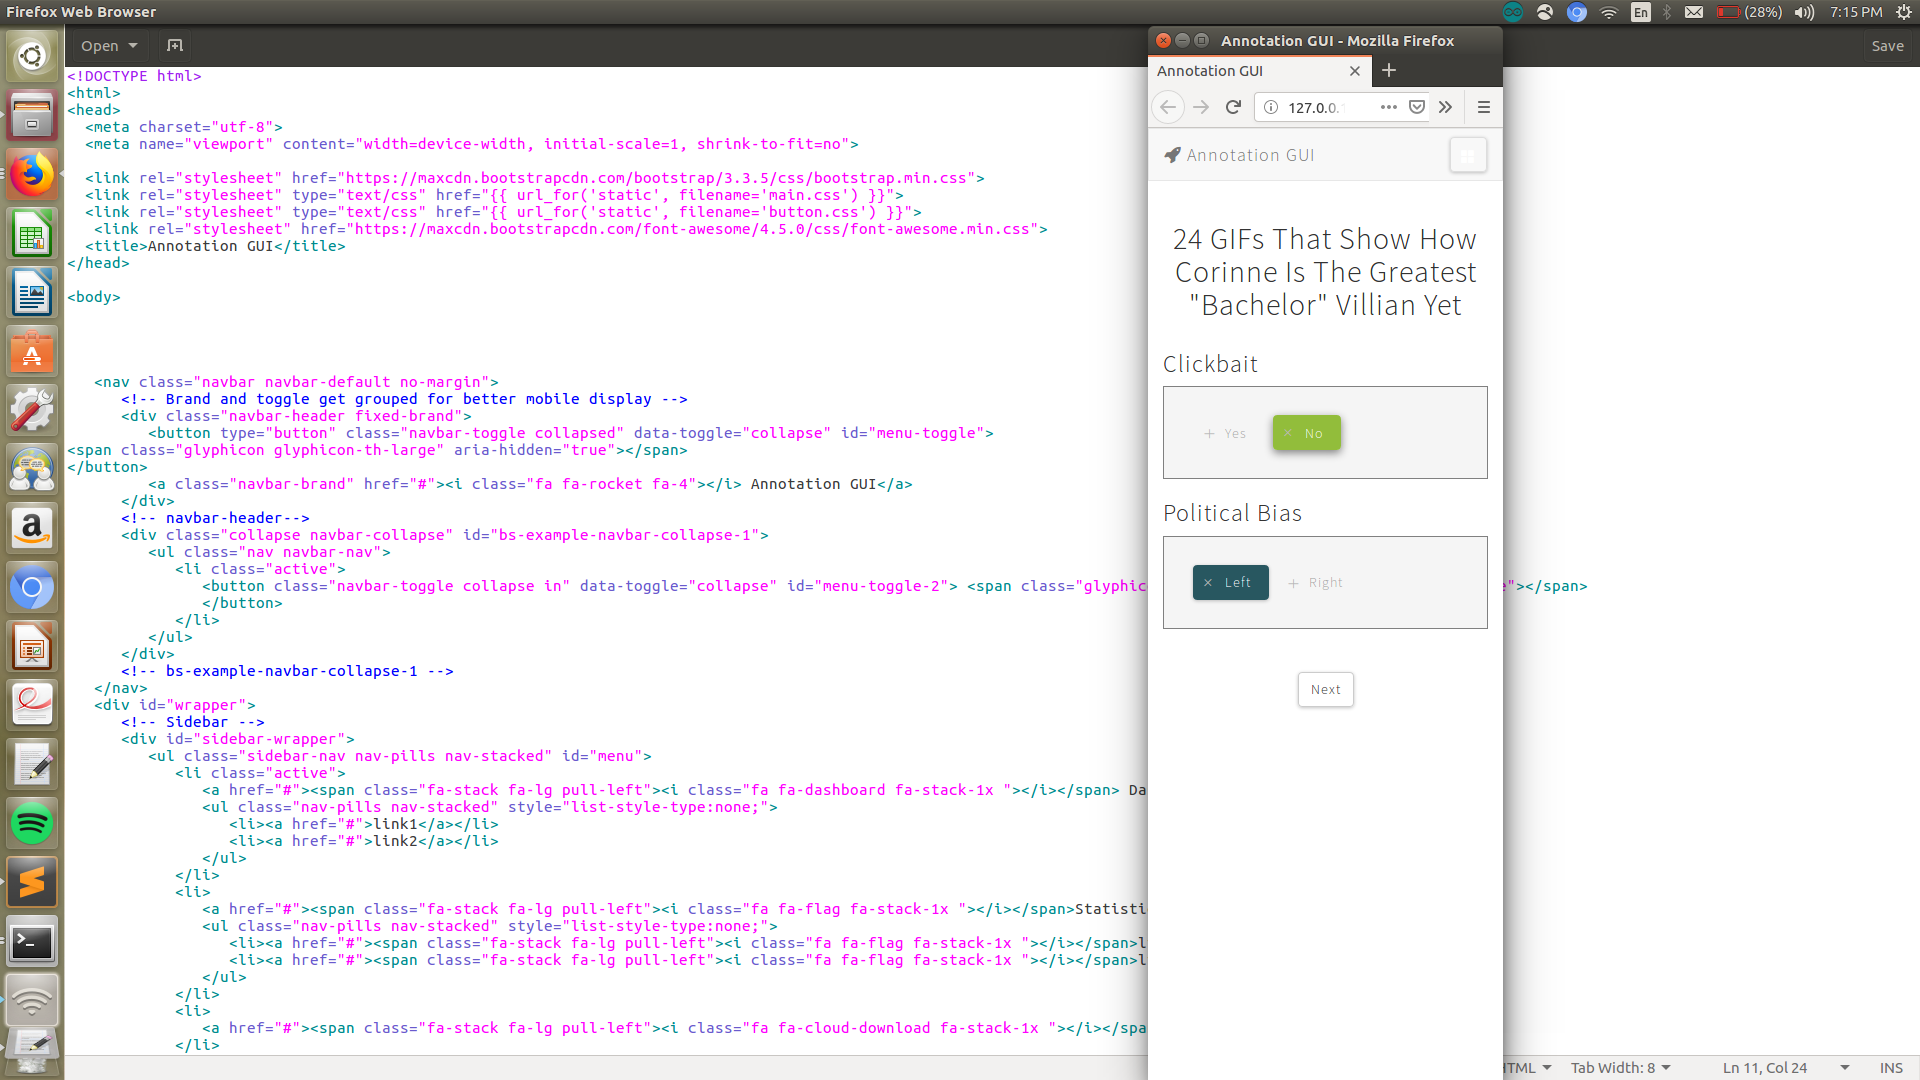 Firefox Web Browser
En
(28%)
7:15 PM
Open
Save
<!DOCTYPE html>
<html>
<head>
<meta charset="utf-8">
<meta name="viewport" content="width=device-width, initial-scale=1, shrink-to-fit=no">
<link rel="stylesheet" href="https://maxcdn.bootstrapcdn.com/bootstrap/3.3.5/css/bootstrap.min.css">
<link rel="stylesheet" type="text/css" href="{{ url_for('static', filename='main.css') }}">
<link rel="stylesheet" type="text/css" href="{{ url_for('static', filename='button.css') }}">
<link rel="stylesheet" href="https://maxcdn.bootstrapcdn.com/font-awesome/4.5.0/css/font-awesome.min.css">
<title>Annotation GUI</title>
</head>
<body>
<nav class="navbar navbar-default no-margin">
<!-- Brand and toggle get grouped for better mobile display -->
<div class="navbar-header fixed-brand">
<button type="button" class="navbar-toggle collapsed" data-toggle="collapse" id="menu-toggle">
<span class="glyphicon glyphicon-th-large" aria-hidden="true"></span>
</button>
<a class="navbar-brand" href="#"><i class="fa fa-rocket fa-4"></i> Annotation GUI</a>
</div>
<!-- navbar-header-->
<div class="collapse navbar-collapse" id="bs-example-navbar-collapse-1">
<ul class="nav navbar-nav">
<li class="active">
<button class="navbar-toggle collapse in" data-toggle="collapse" id="menu-toggle-2"> <span class="glyphic
"></span>
</button>
</li>
</ul>
</div>
<!-- bs-example-navbar-collapse-1 -->
</nav>
<div id="wrapper">
<!-- Sidebar -->
<div id="sidebar-wrapper">
<ul class="sidebar-nav nav-pills nav-stacked" id="menu">
<li class="active">
<a href="#"><span class="fa-stack fa-lg pull-left"><i class="fa fa-dashboard fa-stack-1x "></i></span> Da
<ul class="nav-pills nav-stacked" style="list-style-type:none;">
<li><a href="#">link1</a></li>
<li><a href="#">link2</a></li>
</ul>
</li>
<li>
<a href="#"><span class="fa-stack fa-lg pull-left"><i class="fa fa-flag fa-stack-1x "></i></span>Statisti
<ul class="nav-pills nav-stacked" style="list-style-type:none;">
<li><a href="#"><span class="fa-stack fa-lg pull-left"><i class="fa fa-flag fa-stack-1x "></i></span>l
<li><a href="#"><span class="fa-stack fa-lg pull-left"><i class="fa fa-flag fa-stack-1x "></i></span>l
</ul>
</li>
<li>
<a href="#"><span class="fa-stack fa-lg pull-left"><i class="fa fa-cloud-download fa-stack-1x "></i></spa
</li>
Annotation GUI - Mozilla Firefox
Annotation GUI
127.0.0.
Annotation GUI
24 GIFs That Show How
Corinne Is The Greatest
"Bachelor" Villian Yet
Clickbait
+ Yes
× No
Political Bias
× Left
+ Right
Next
HTML
Tab Width: 8
Ln 11, Col 24
INS